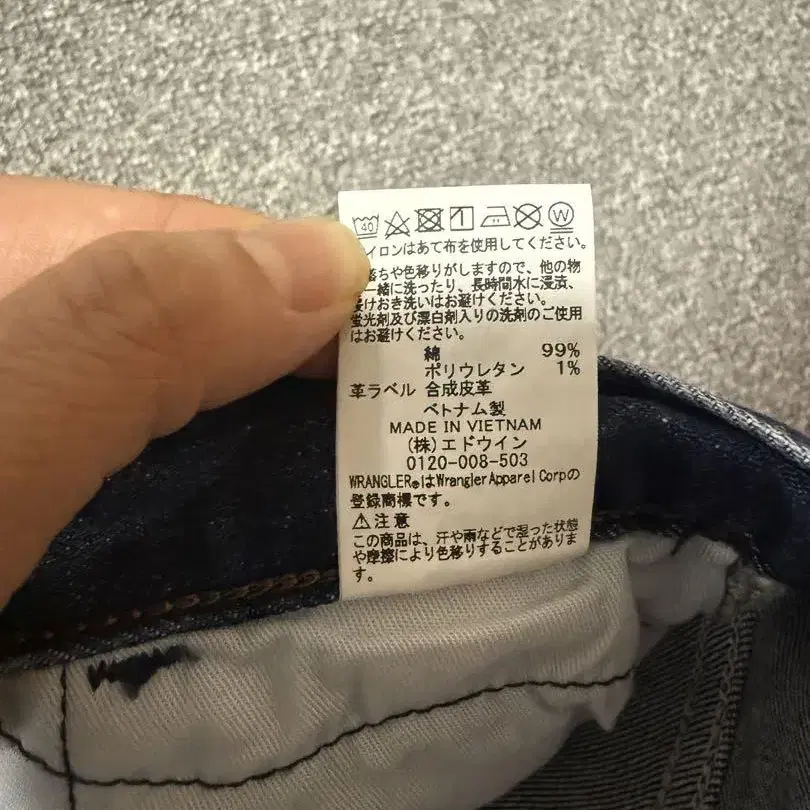 40 W
イロンはあて布を使用してください。
落ちや色移りがしますので、他の物
一緒に洗ったり、長時間水に浸漬、
けおき洗いはお避けください。
蛍光剤及び漂白剤入りの洗剤のご使用
はお避けください。
綿 99%
ポリウレタン 1%
革ラベル 合成皮革
ベトナム製
MADE IN VIETNAM
(株)エドウイン
0120-008-503
WRANGLER®はWrangler Apparel Corpの
登録商標です。
⚠注意
この商品は、汗や雨などで湿った状態
や摩擦により色移りすることがありま
す。